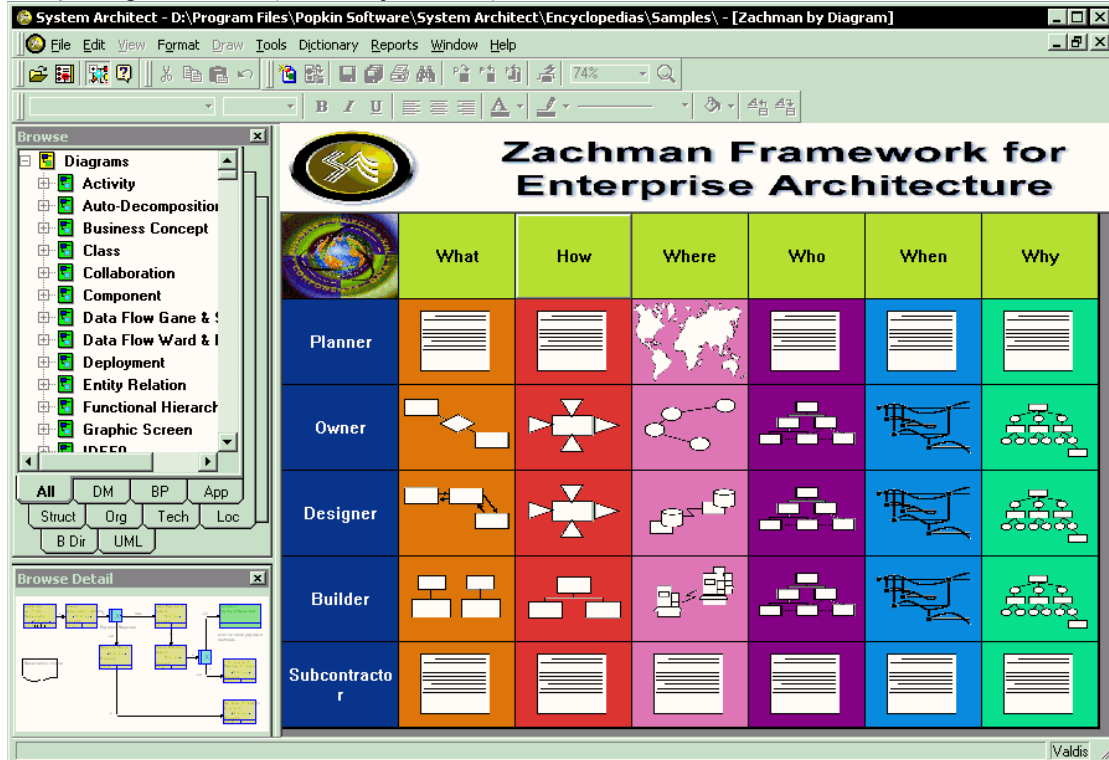 System Architect - D:\Program Files\Popkin Software\System Architect\Encyclopedias\Samples\ - [Zachman by Diagram]
File Edit View Format Draw Tools Dictionary Reports Window Help
74%
B I U
Browse
Diagrams
Activity
Auto-Decomposition
Business Concept
Class
Collaboration
Component
Data Flow Gane &
Data Flow Ward &
Deployment
Entity Relation
Functional Hierarch
Graphic Screen
IDEF0
All DM BP App
Struct Org Tech Loc
B Dir UML
Browse Detail
Zachman Framework for
Enterprise Architecture
What How Where Who When Why
Planner
Owner
Designer
Builder
Subcontracto
r
Valdis